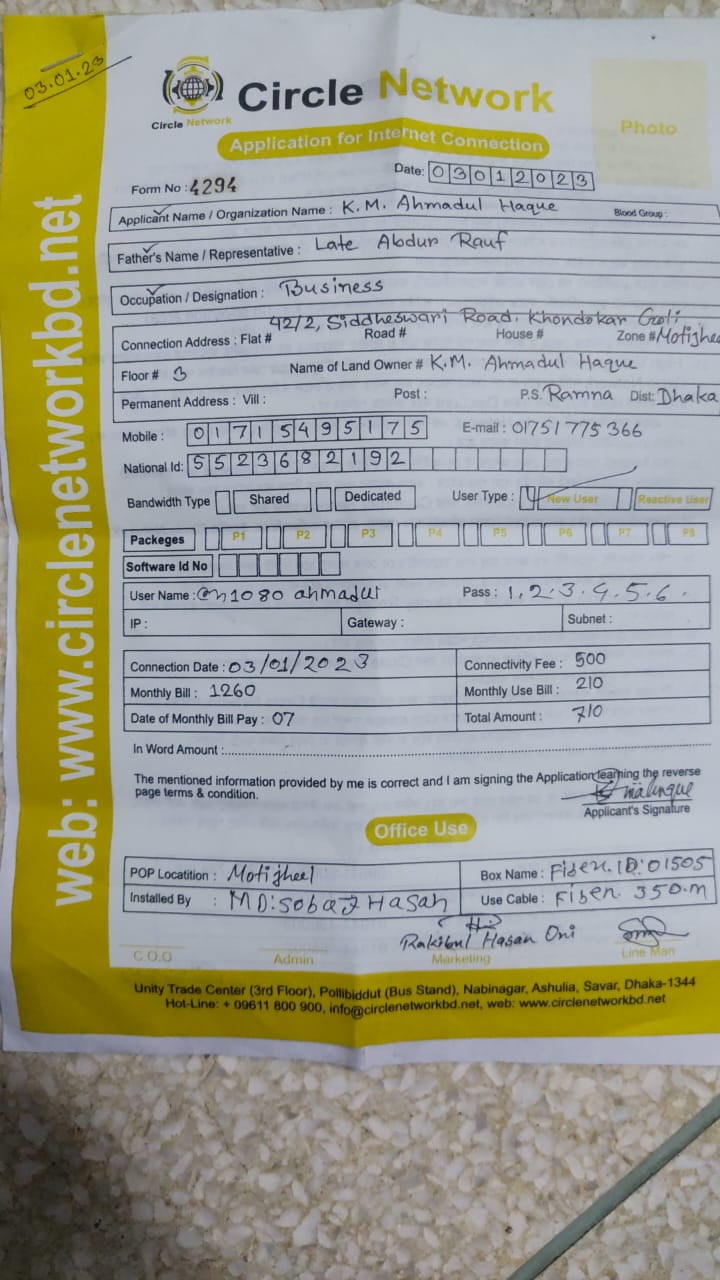 03.01.23
Circle Network
Circle Network
Application for Internet Connection
Photo
web: www.circlenetworkbd.net
Form No : 4294
Date: 03012023
Applicant Name / Organization Name : K.M. Ahmadul Haque Blood Group :
Father's Name / Representative : Late Abdur Rauf
Occupation / Designation : Business
42/2, Siddheswari Road. Khondokar Goli
Connection Address : Flat # Road # House # Zone # Motijhee
Floor # 3 Name of Land Owner # K.M. Ahmadul Haque
Permanent Address : Vill : Post : P.S. Ramna Dist: Dhaka
Mobile : 01715495175 E-mail : 01751775366
National Id: 5523682192
Bandwidth Type Shared Dedicated User Type : New User Reactive User
Packeges P1 P2 P3 P4 P5 P6 P7 P8
Software Id No
User Name : 1080 ahmadul Pass : 1.2.3.4.5.6.
IP : Gateway : Subnet :
Connection Date : 03/01/2023 Connectivity Fee : 500
Monthly Bill : 1260 Monthly Use Bill : 210
Date of Monthly Bill Pay : 07 Total Amount : 710
In Word Amount :
The mentioned information provided by me is correct and I am signing the Application learning the reverse
page terms & condition.
Applicant's Signature
Office Use
POP Locatition : Motijheel Box Name : Fiber. ID: 01505
Installed By : MD: Sobaj Hasan Use Cable : Fiber 350.m
Rakibul Hasan Oni
C.O.O Admin Marketing Line Man
Unity Trade Center (3rd Floor), Pollibiddut (Bus Stand), Nabinagar, Ashulia, Savar, Dhaka-1344
Hot-Line: + 09611 800 900, info@circlenetworkbd.net, web: www.circlenetworkbd.net